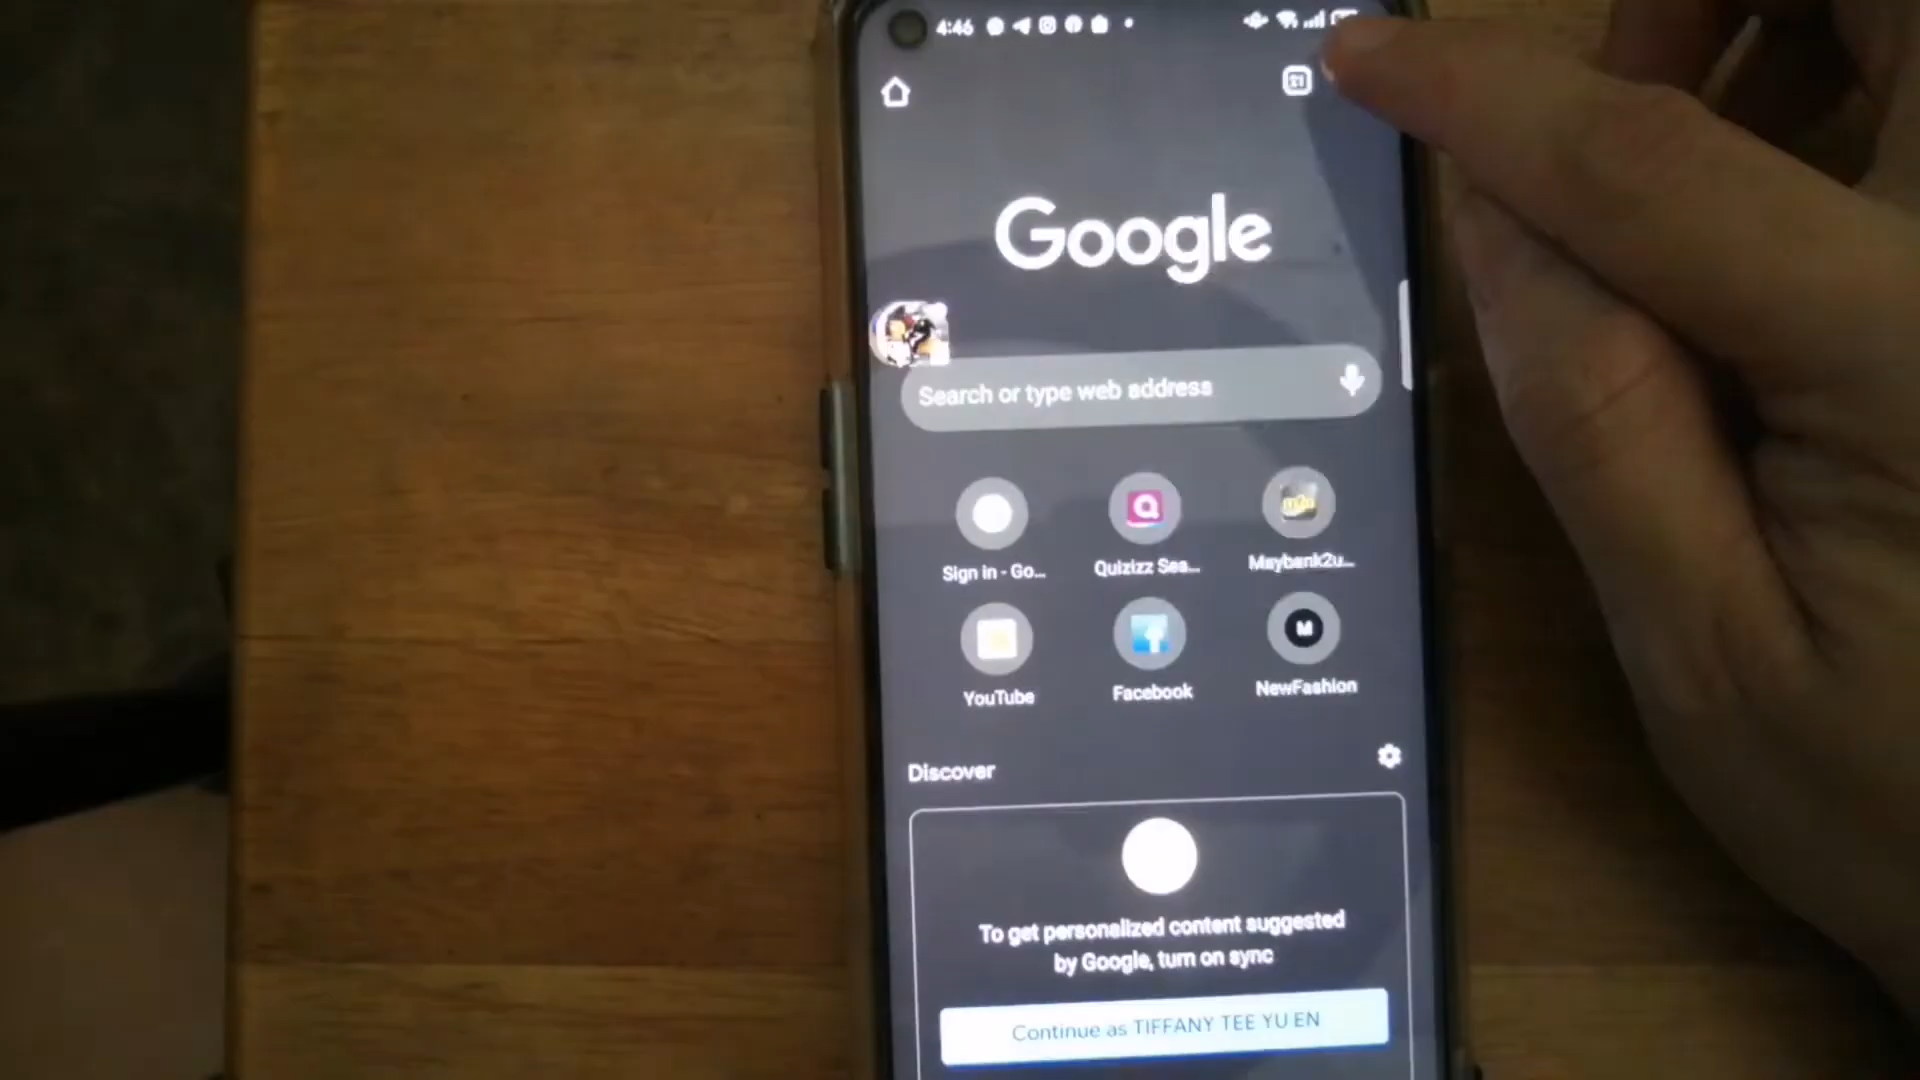 4:46
21
Google
Search or type web address
Sign in - Go...
Quizizz Sea...
Maybank2u...
YouTube
Facebook
NewFashion
Discover
To get personalized content suggested
by Google, turn on sync
Continue as TIFFANY TEE YU EN